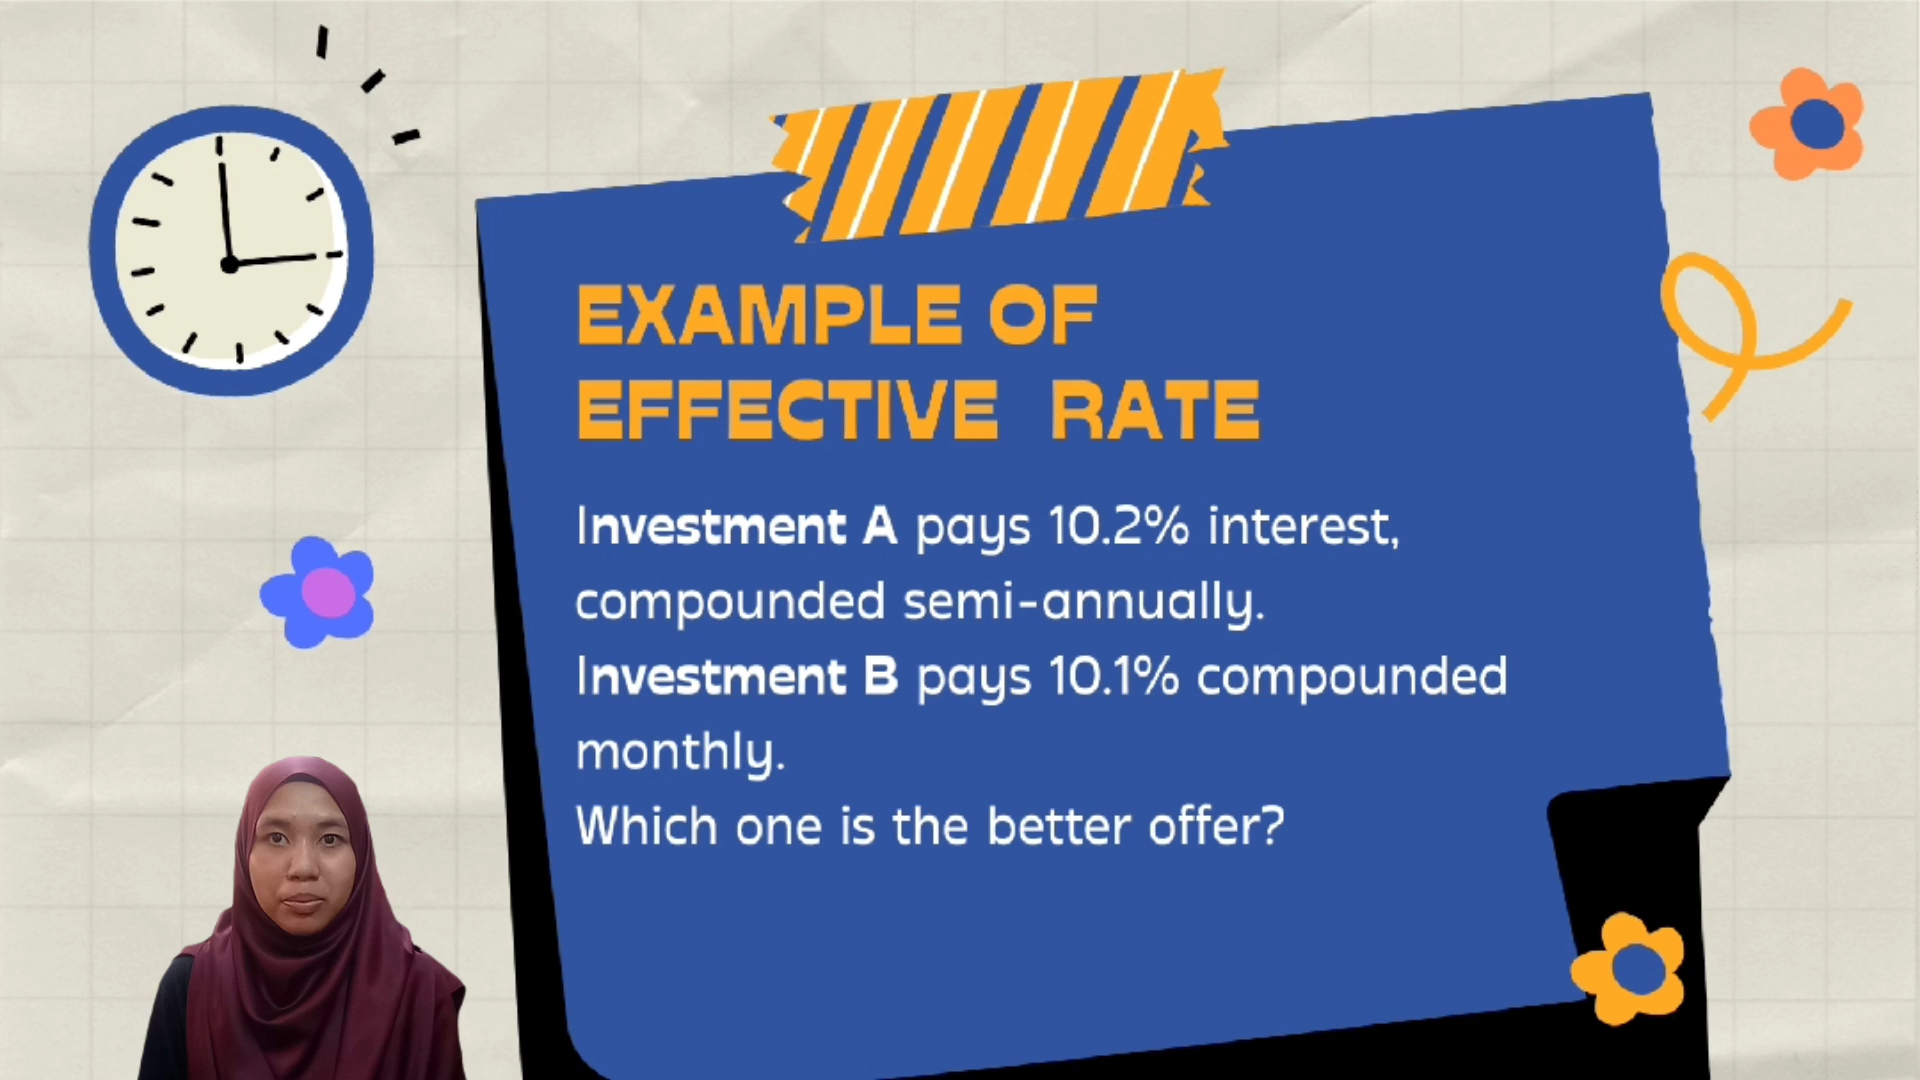 EXAMPLE OF
EFFECTIVE RATE
Investment A pays 10.2% interest,
compounded semi-annually.
Investment B pays 10.1% compounded
monthly.
Which one is the better offer?